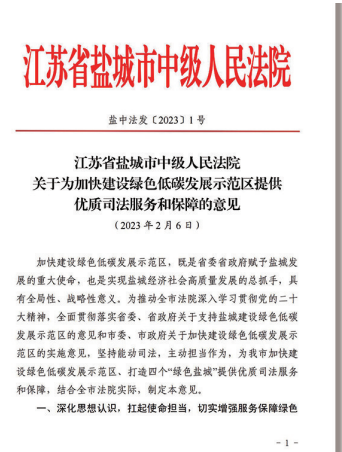 江苏省盐城市中级人民法院
盐中法发〔2023〕1号
江苏省盐城市中级人民法院
关于为加快建设绿色低碳发展示范区提供
优质司法服务和保障的意见
（2023年2月6日）
加快建设绿色低碳发展示范区，既是省委省政府赋予盐城发
展的重大使命，也是实现盐城经济社会高质量发展的总抓手，具
有全局性、战略性意义。为推动全市法院深入学习贯彻党的二十
大精神，全面贯彻落实省委、省政府关于支持盐城建设绿色低碳
发展示范区的意见和市委、市政府关于加快建设绿色低碳发展示
范区的实施意见，坚持能动司法，主动担当作为，为我市加快建
设绿色低碳发展示范区、打造四个“绿色盐城”提供优质司法服务
和保障，结合全市法院实际，制定本意见。
一、深化思想认识，扛起使命担当，切实增强服务保障绿色
- 1 -